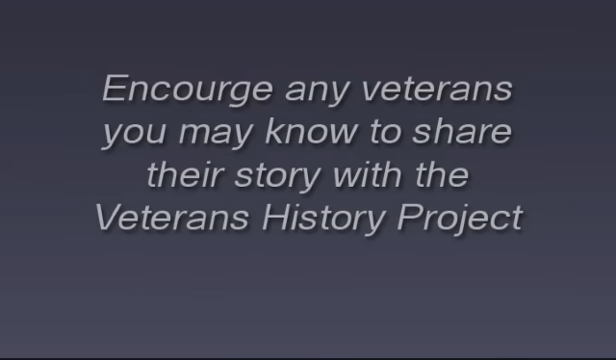 Encourge any veterans
you may know to share
their story with the
Veterans History Project